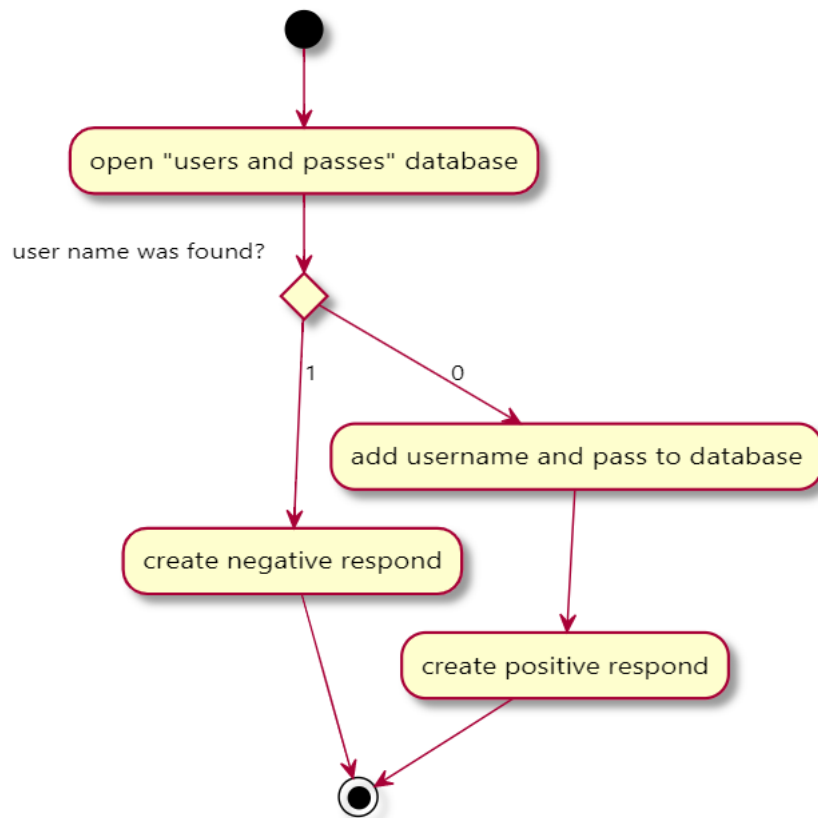 open "users and passes" database
user name was found?
1
0
add username and pass to database
create negative respond
create positive respond